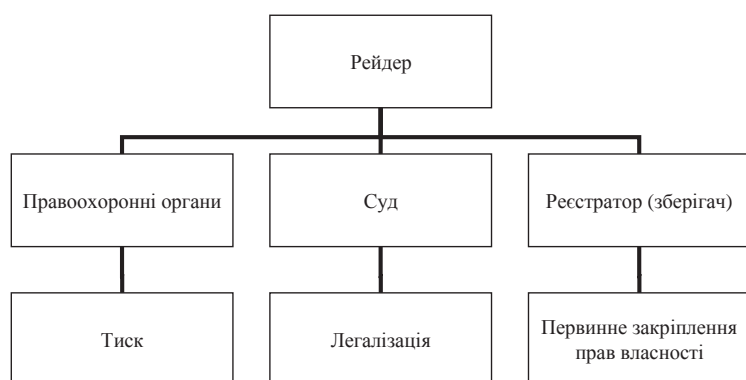 Рейдер
Правоохоронні органи
Суд
Реєстратор (зберігач)
Тиск
Легалізація
Первинне закріплення
прав власності